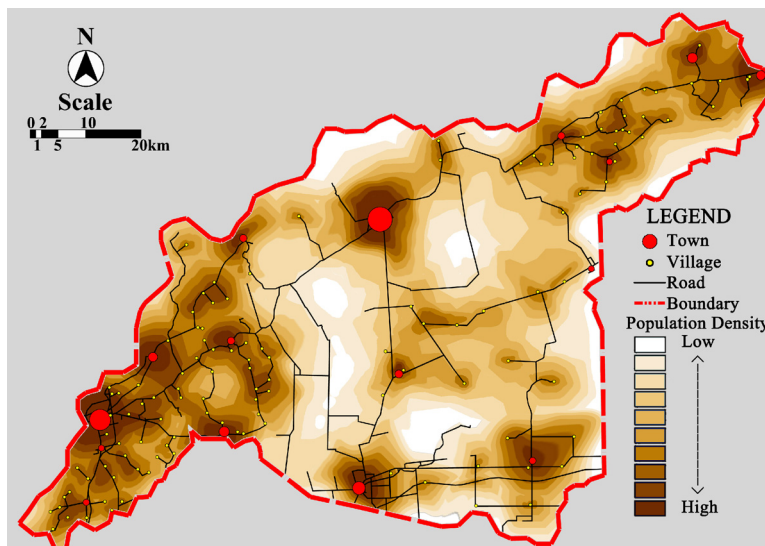 N
Scale
0 2 10
1 5 20km
LEGEND
Town
Village
Road
Boundary
Population Density
Low
High